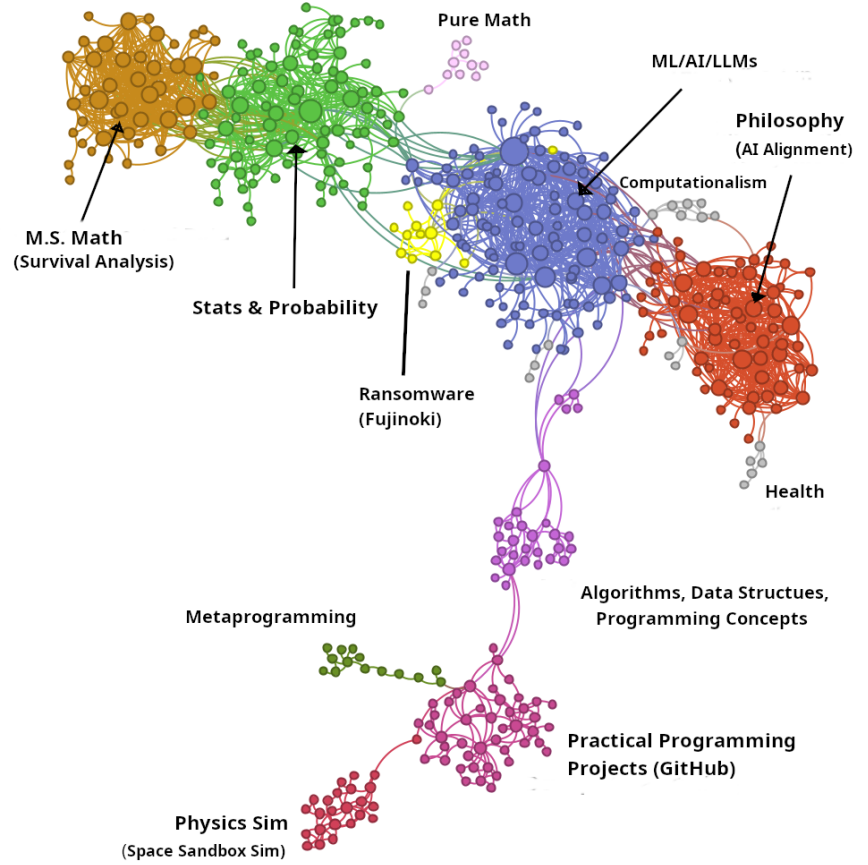 Pure Math
ML/AI/LLMs
Philosophy
(AI Alignment)
Computationalism
M.S. Math
(Survival Analysis)
Stats & Probability
Ransomware
(Fujinoki)
Health
Algorithms, Data Structues,
Programming Concepts
Metaprogramming
Practical Programming
Projects (GitHub)
Physics Sim
(Space Sandbox Sim)